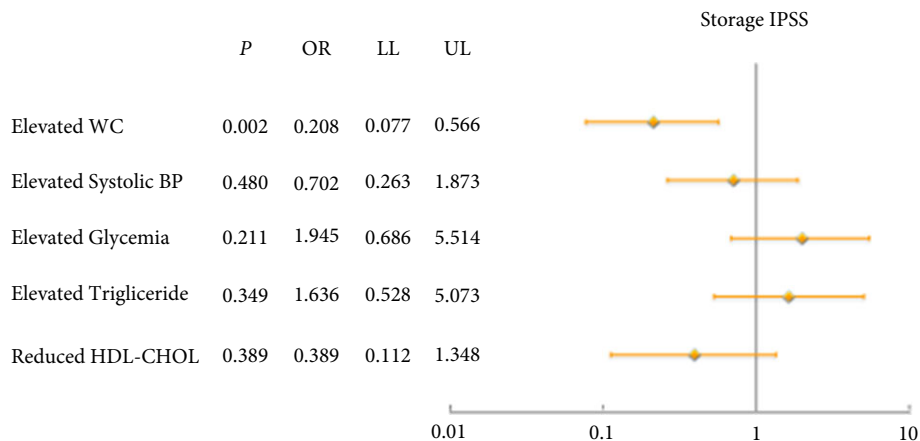 Storage IPSS
P OR LL UL
Elevated WC 0.002 0.208 0.077 0.566
Elevated Systolic BP 0.480 0.702 0.263 1.873
Elevated Glycemia 0.211 1.945 0.686 5.514
Elevated Trigliceride 0.349 1.636 0.528 5.073
Reduced HDL-CHOL 0.389 0.389 0.112 1.348
0.01 0.1 1 10